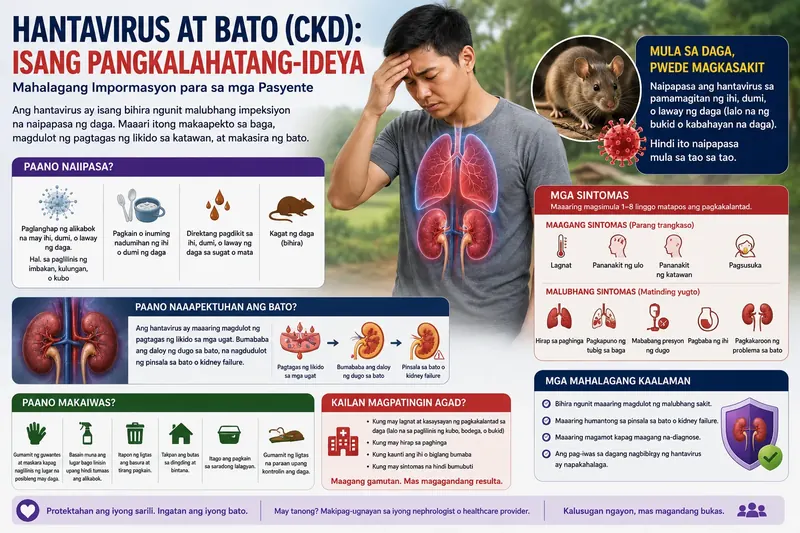 HANTAVIRUS AT BATO (CKD):
ISANG PANGKALAHATANG-IDEYA
Mahalagang Impormasyon para sa mga Pasyente
Ang hantavirus ay isang bihira ngunit malubhang impeksiyon
na naipapasa ng daga. Maaari itong makaapekto sa baga,
magdulot ng pagtagas ng likido sa katawan, at makasira ng bato.
MULA SA DAGA,
PWEDE MAGKASAKIT
Naipapasa ang hantavirus sa
pamamagitan ng ihi, dumi,
o laway ng daga (lalo na ng
bukid o kabahayan na daga).
Hindi ito naipapasa
mula sa tao sa tao.
PAANO NAIIPASA?
Paglanghap ng alikabok
na may ihi, dumi, o laway
ng daga.
Hal. sa paglilinis ng
imbakan, kulungan,
o kubo
Pagkain o inuming
nadumihan ng ihi
o dumi ng daga
Direktang pagdikit sa
ihi, dumi, o laway ng
daga sa sugat o mata
Kagat ng daga
(bihira)
MGA SINTOMAS
Maaaring magsimula 1–8 linggo matapos ang pagkakalantad.
MAAGANG SINTOMAS (Parang trangkaso)
Lagnat
Pananakit ng ulo
Pananakit
ng katawan
Pagsusuka
MALUBHANG SINTOMAS (Matinding yugto)
Hirap sa paghinga
Pagkapuno ng
tubig sa baga
Mababang presyon
ng dugo
Pagbaba ng ihi
Pagkakaroon ng
problema sa bato
PAANO NAAAPEKTUHAN ANG BATO?
Ang hantavirus ay maaaring magdulot ng
pagtagas ng likido sa mga ugat. Bumababa
ang daloy ng dugo sa bato, na nagdudulot
ng pinsala sa bato o kidney failure.
Pagtagas ng likido
sa mga ugat
Bumababa ang daloy
ng dugo sa bato
Pinsala sa bato o
kidney failure
PAANO MAKAIWAS?
Gumamit ng guwantes
at maskara kapag
naglilinis ng lugar na
posibleng may daga.
Basain muna ang
lugar bago linisin
upang hindi tumaas
ang alikabok.
Itapon ng ligtas
ang basura at
tirang pagkain.
Takpan ang butas
sa dingding at
bintana.
Itago ang pagkain
sa saradong lalagyan.
Gumamit ng ligtas
na paraan upang
kontrolin ang daga.
KAILAN MAGPATINGIN AGAD?
• Kung may lagnat at kasaysayan ng pagkakalantad sa
daga (lalo na sa paglilinis ng kubo, bodega, o bukid)
• Kung may hirap sa paghinga
• Kung kaunti ang ihi o biglang bumaba
• Kung may sintomas na hindi bumubuti
Maagang gamutan. Mas magagandang resulta.
MGA MAHALAGANG KAALAMAN
Bihira ngunit maaaring magdulot ng malubhang sakit.
Maaaring humantong sa pinsala sa bato o kidney failure.
Maaaring magamot kapag maagang na-diagnose.
Ang pag-iwas sa dagang nagbibirgy ng hantavirus
ay napakahalaga.
Protektahan ang iyong sarili. Ingatan ang iyong bato.
May tanong? Makipag-ugnayan sa iyong nephrologist o healthcare provider.
Kalusugan ngayon, mas magandang bukas.